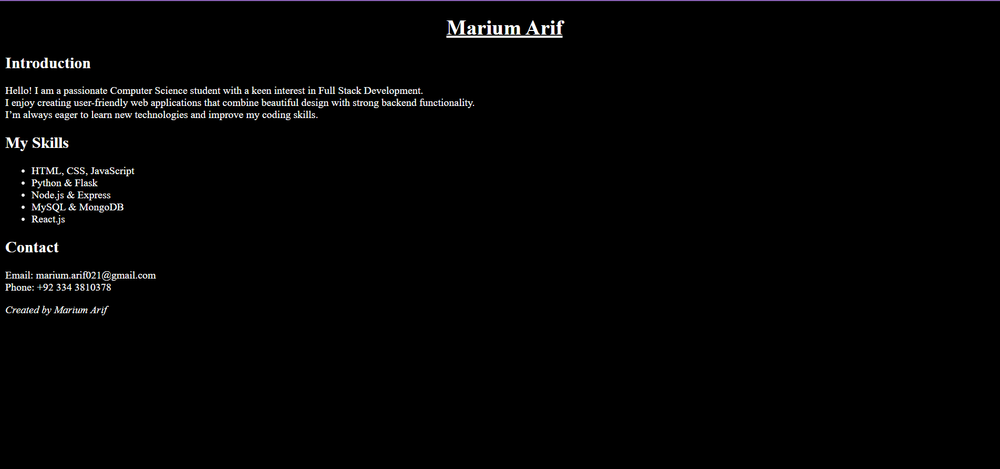 Marium Arif
Introduction
Hello! I am a passionate Computer Science student with a keen interest in Full Stack Development.
I enjoy creating user-friendly web applications that combine beautiful design with strong backend functionality.
I’m always eager to learn new technologies and improve my coding skills.
My Skills
• HTML, CSS, JavaScript
• Python & Flask
• Node.js & Express
• MySQL & MongoDB
• React.js
Contact
Email: marium.arif021@gmail.com
Phone: +92 334 3810378
Created by Marium Arif